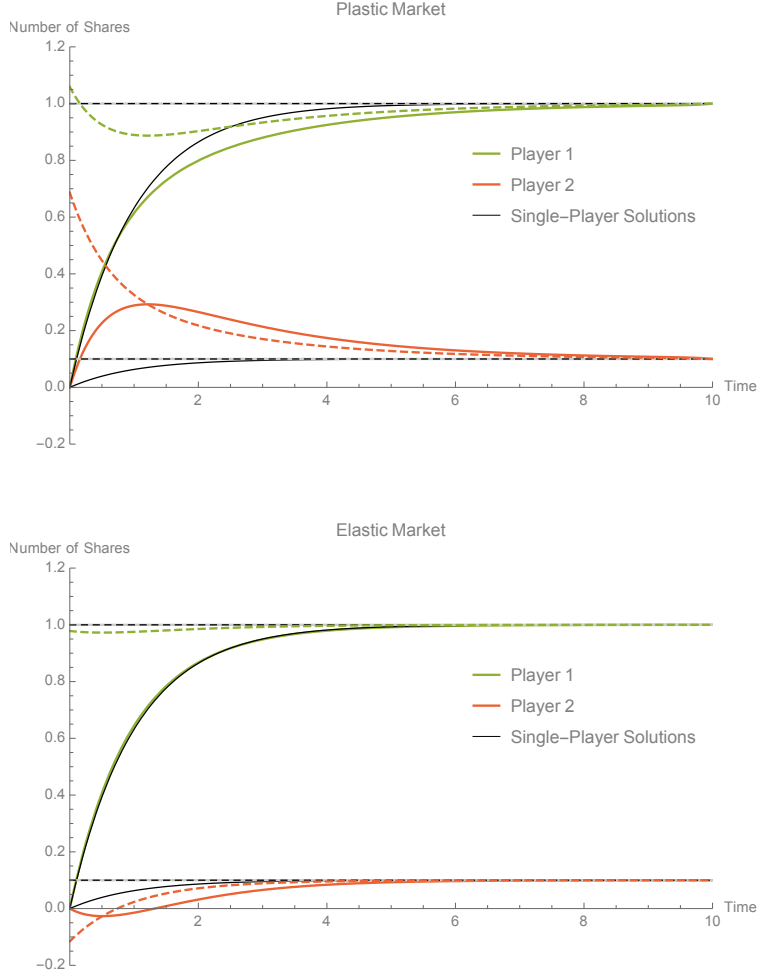 Plastic Market
Number of Shares
1.2
1.0
0.8
0.6
0.4
0.2
0.0
−0.2
2
4
6
8
10
Time
Player 1
Player 2
Single−Player Solutions
Elastic Market
Number of Shares
1.2
1.0
0.8
0.6
0.4
0.2
0.0
−0.2
2
4
6
8
10
Time
Player 1
Player 2
Single−Player Solutions